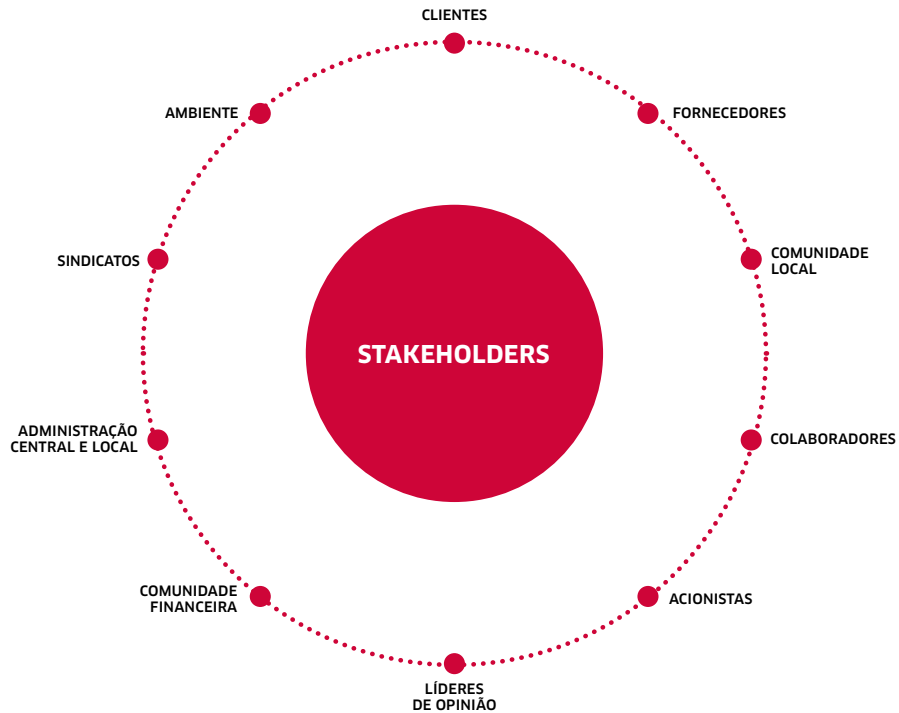 CLIENTES
AMBIENTE
FORNECEDORES
SINDICATOS
COMUNIDADE
LOCAL
STAKEHOLDERS
ADMINISTRAÇÃO
CENTRAL E LOCAL
COLABORADORES
COMUNIDADE
FINANCEIRA
ACIONISTAS
LÍDERES
DE OPINIÃO